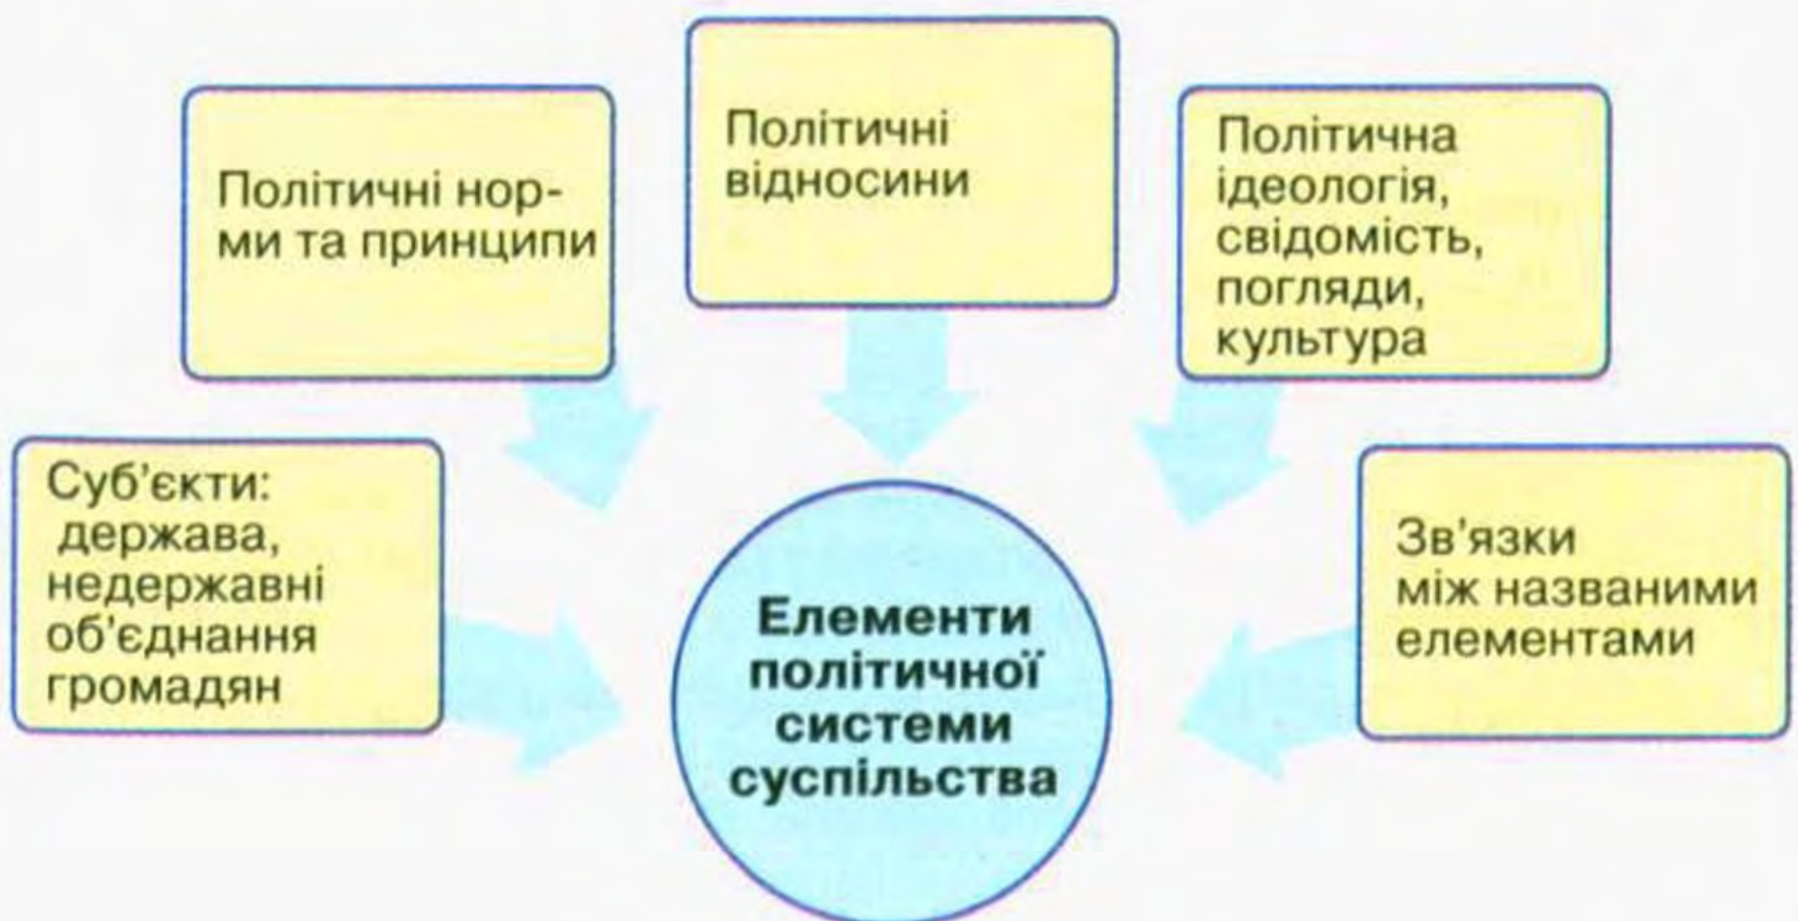 Політичні нор-
ми та принципи
Політичні
відносини
Політична
ідеологія,
свідомість,
погляди,
культура
Суб'єкти:
держава,
недержавні
об'єднання
громадян
Зв'язки
між названими
елементами
Елементи
політичної
системи
суспільства